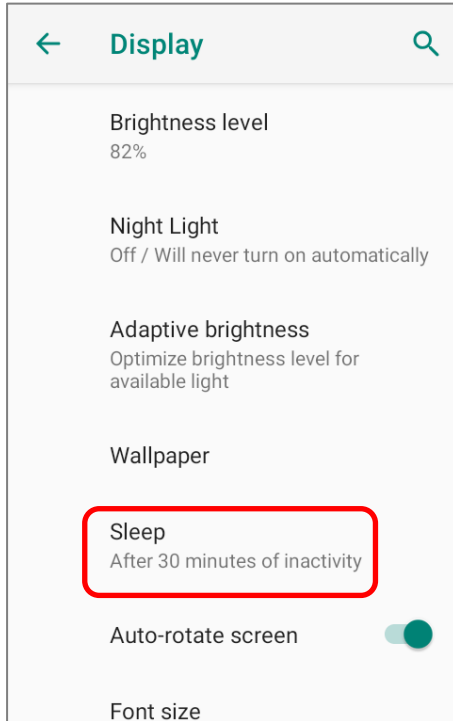 Display
Brightness level
82%
Night Light
Off / Will never turn on automatically
Adaptive brightness
Optimize brightness level for
available light
Wallpaper
Sleep
After 30 minutes of inactivity
Auto-rotate screen
Font size